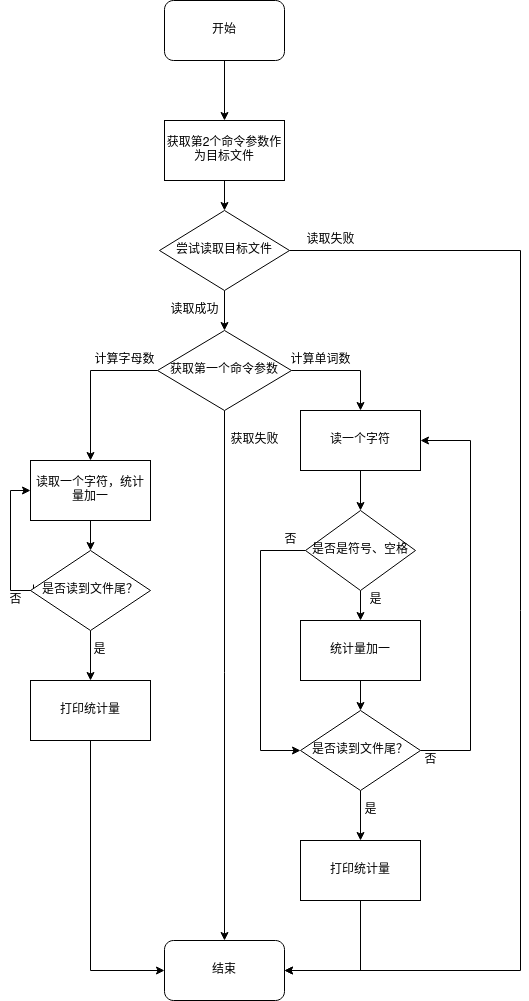 开始
获取第2个命令参数作
为目标文件
尝试读取目标文件
读取失败
读取成功
获取第一个命令参数
计算字母数
计算单词数
获取失败
读一个字符
读取一个字符，统计
量加一
否
是否是符号、空格
是
是否读到文件尾？
否
是
统计量加一
打印统计量
是否读到文件尾？
否
是
打印统计量
结束